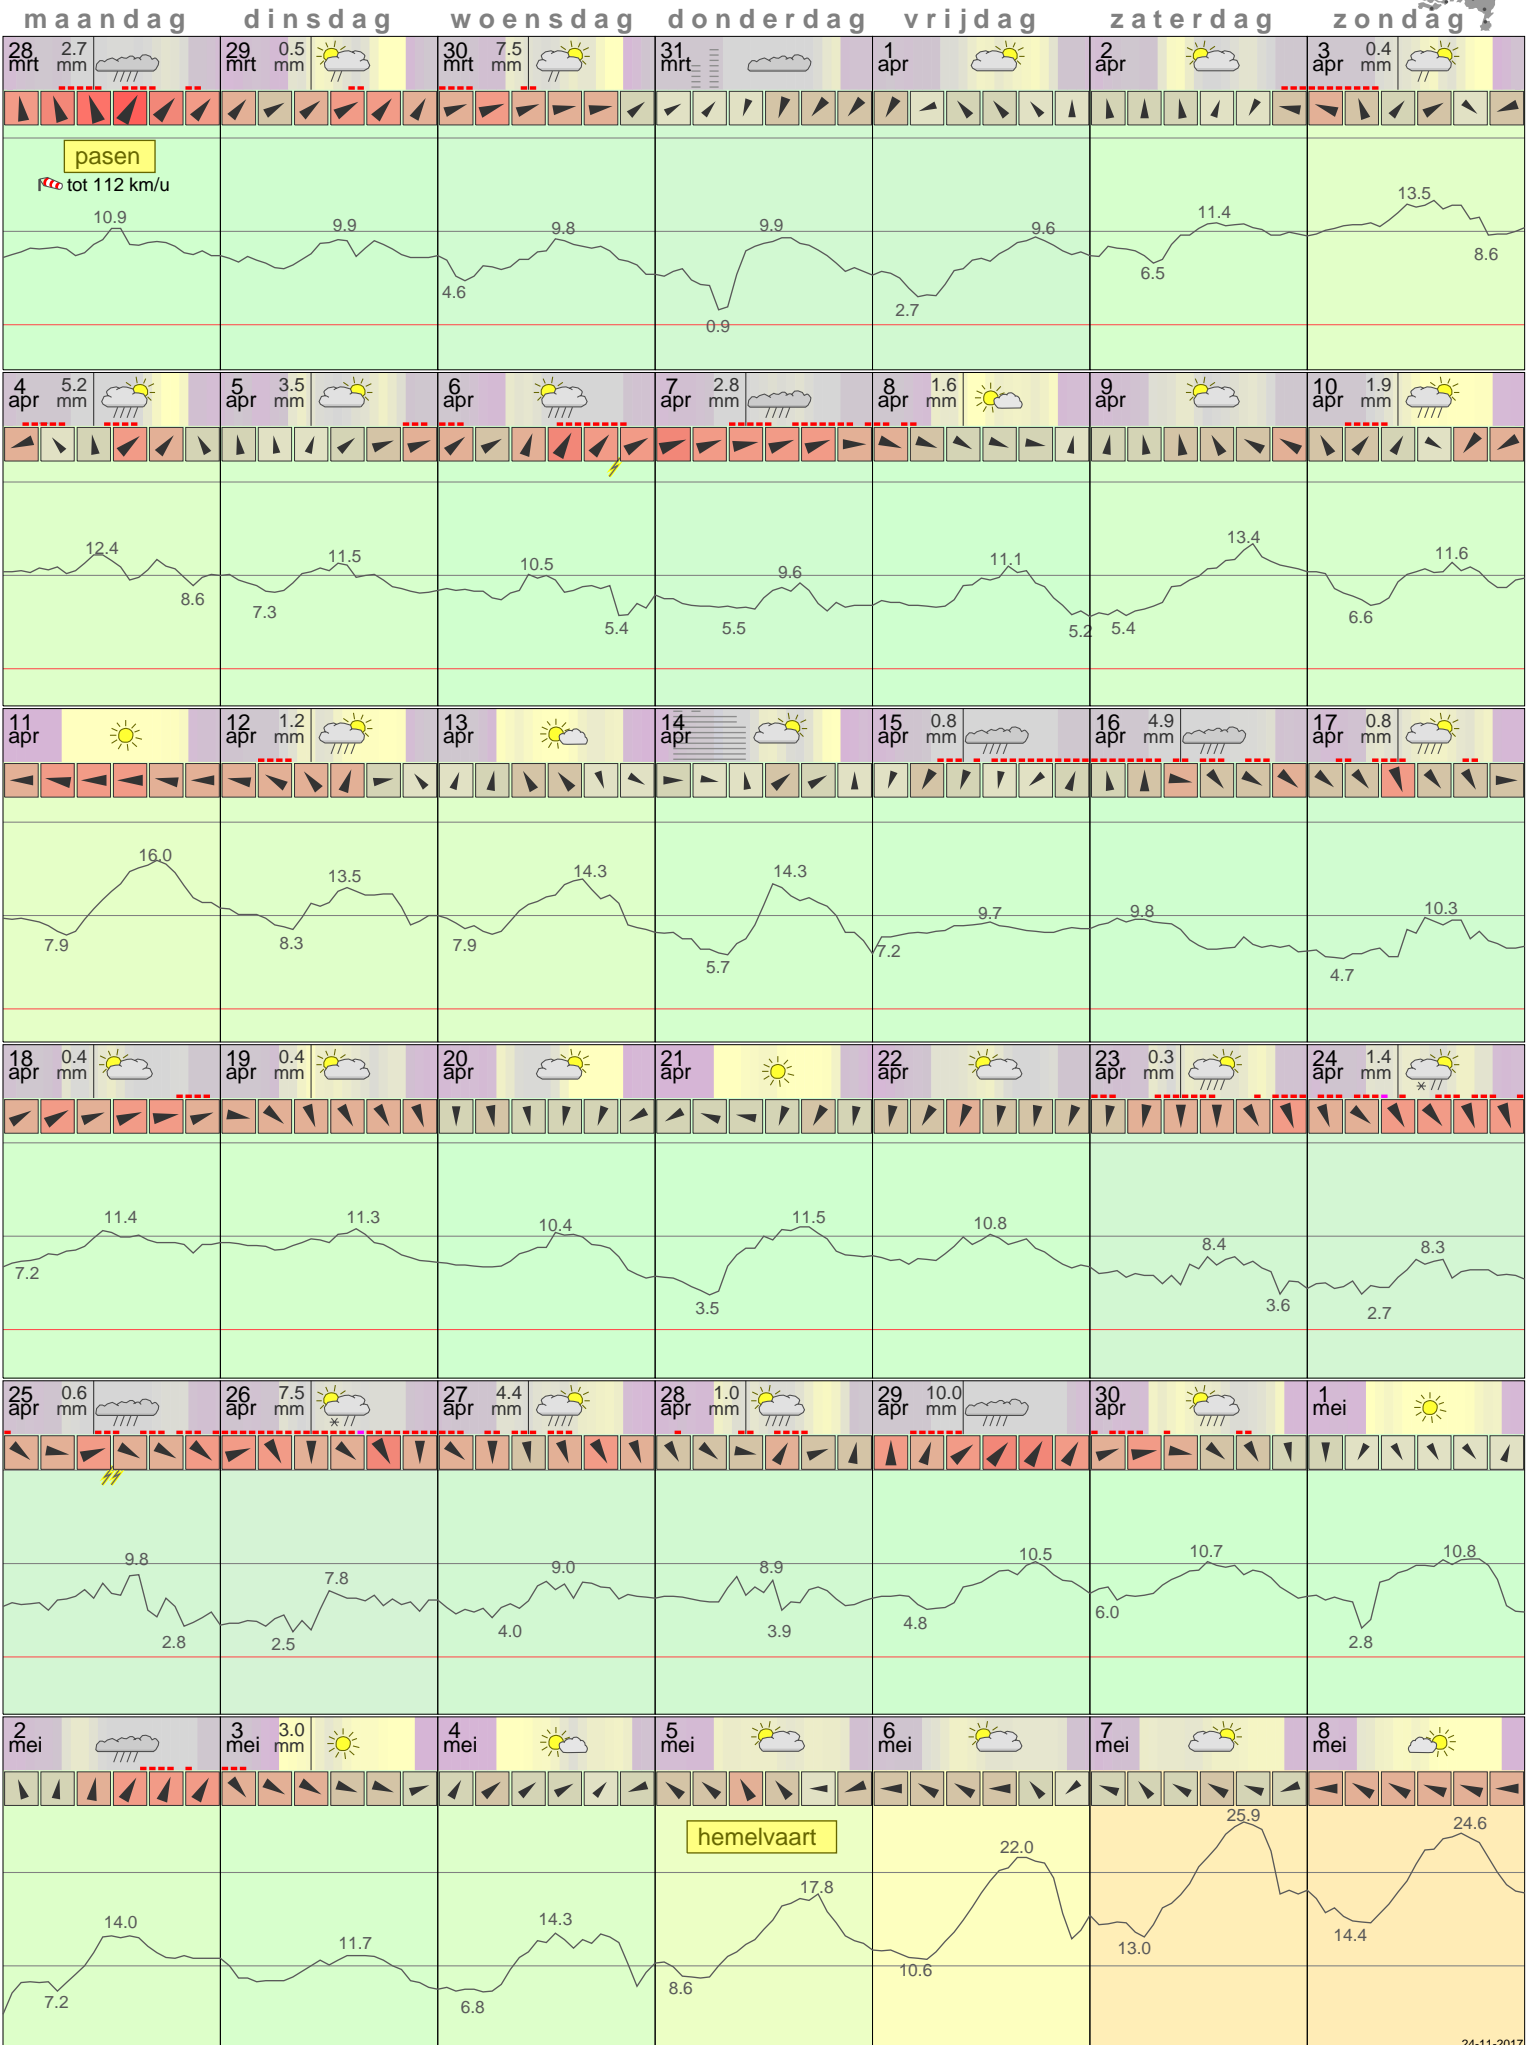 maandag dinsdag woensdag donderdag vrijdag zaterdag zondag
28 mrt 2.7 mm 29 mrt 0.5 mm 30 mrt 7.5 mm 31 mrt 1 apr 2 apr 3 apr 0.4 mm
pasen
tot 112 km/u
10.9 9.9 4.6 9.8 0.9 9.9 2.7 9.6 6.5 11.4 13.5 8.6
4 apr 5.2 mm 5 apr 3.5 mm 6 apr 7 apr 2.8 mm 8 apr 1.6 mm 9 apr 10 apr 1.9 mm
12.4 8.6 7.3 11.5 10.5 5.4 5.5 9.6 11.1 5.2 5.4 13.4 6.6 11.6
11 apr 12 apr 1.2 mm 13 apr 14 apr 15 apr 0.8 mm 16 apr 4.9 mm 17 apr 0.8 mm
7.9 16.0 8.3 13.5 7.9 14.3 5.7 14.3 7.2 9.7 9.8 4.7 10.3
18 apr 0.4 mm 19 apr 0.4 mm 20 apr 21 apr 22 apr 23 apr 0.3 mm 24 apr 1.4 mm
7.2 11.4 11.3 10.4 3.5 11.5 10.8 8.4 3.6 2.7 8.3
25 apr 0.6 mm 26 apr 7.5 mm 27 apr 4.4 mm 28 apr 1.0 mm 29 apr 10.0 mm 30 apr 1 mei
9.8 2.8 2.5 7.8 4.0 9.0 8.9 3.9 4.8 10.5 6.0 10.7 2.8 10.8
2 mei 3 mei 3.0 mm 4 mei 5 mei 6 mei 7 mei 8 mei
hemelvaart
7.2 14.0 11.7 6.8 14.3 8.6 17.8 10.6 22.0 13.0 25.9 14.4 24.6
24-11-2017